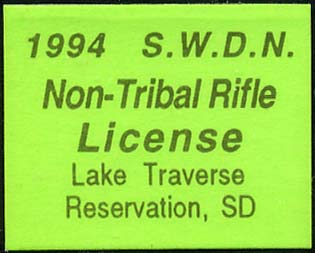 1994 S.W.D.N.
Non-Tribal Rifle
License
Lake Traverse
Reservation, SD